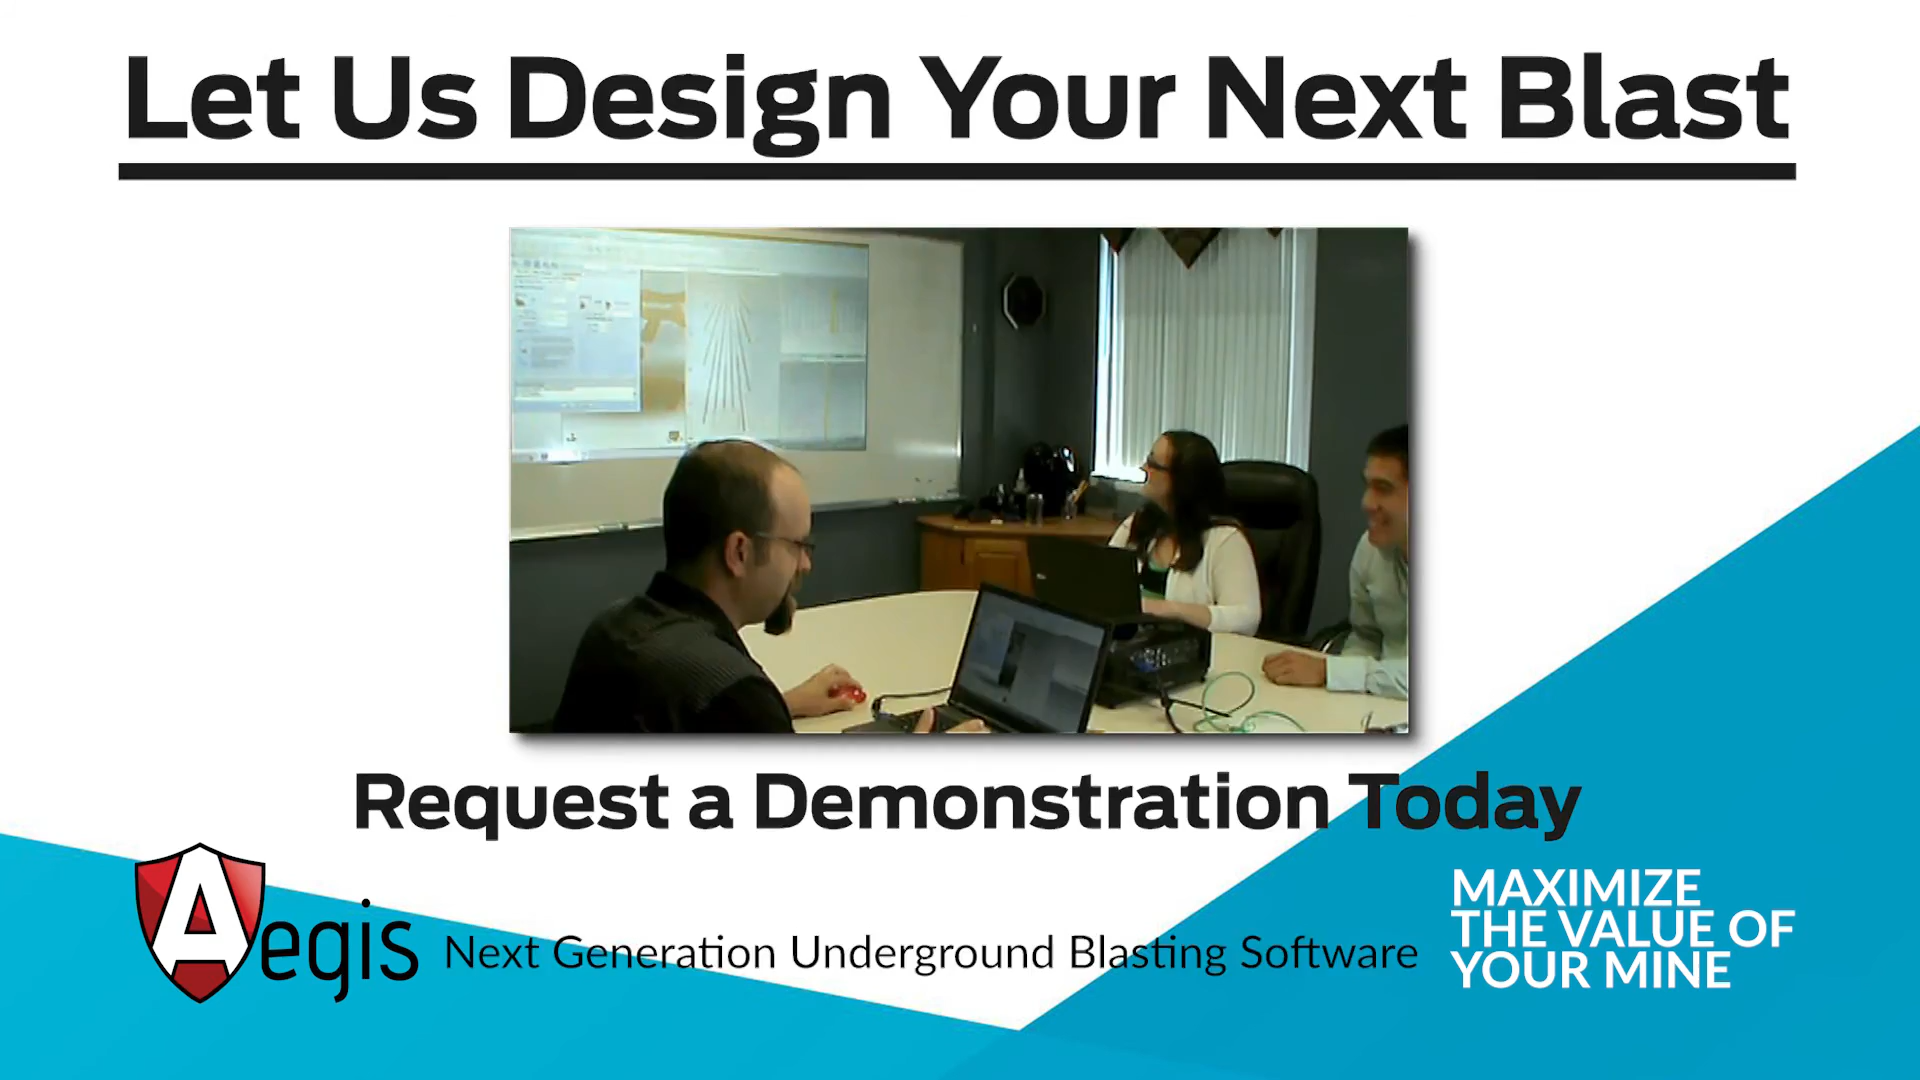 Let Us Design Your Next Blast
Request a Demonstration Today
Aegis Next Generation Underground Blasting Software
MAXIMIZE
THE VALUE OF
YOUR MINE